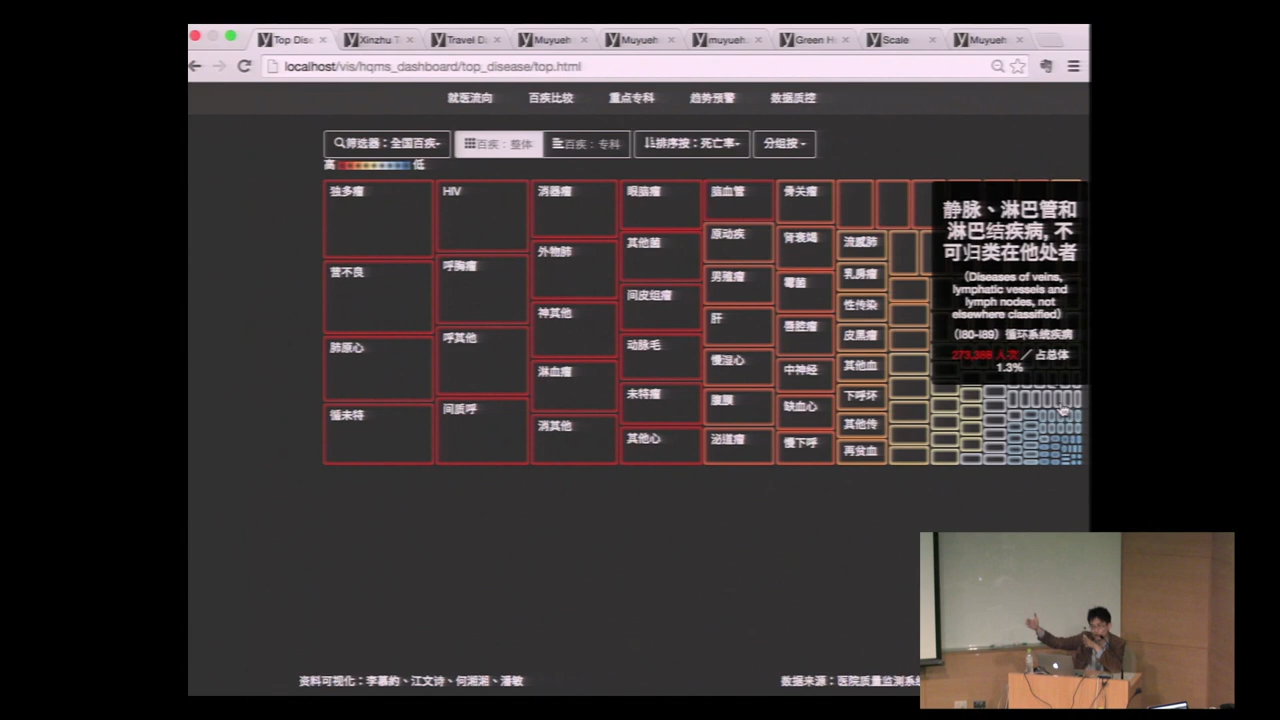 Top Dise
Xinzhu T
Travel D
Muyueh
Muyueh
muyueh.
Green H
Scale
Muyueh
localhost/vis/hqms_dashboard/top_disease/top.html
就医流向
百疾比较
重点专科
趋势预警
数据质控
筛选器:全国百疾
百疾:整体
百疾:专科
排序按:死亡率
分组按
高
低
独多瘤
HIV
消器瘤
眼脑瘤
脑血管
骨关瘤
营不良
呼胸瘤
外物肺
其他菌
原动疾
肾衰竭
流感肺
肺原心
呼其他
神其他
问皮组瘤
男殖瘤
霉菌
乳房瘤
循未特
间质呼
淋血瘤
动脉毛
肝
唇腔瘤
性传染
消其他
未特瘤
慢湿心
中神经
皮黑瘤
其他心
腹膜
缺血心
其他血
泌道瘤
慢下呼
下呼坏
其他传
再贫血
静脉、淋巴管和
淋巴结疾病, 不
可归类在他处者
(Diseases of veins,
lymphatic vessels and
lymph nodes, not
elsewhere classified)
(I80-I89) 循环系统疾病
273,388 人次 / 占总体
1.3%
资料可视化:李慕约、江文诗、何湘湘、潘敏
数据来源:医院质量监测系统